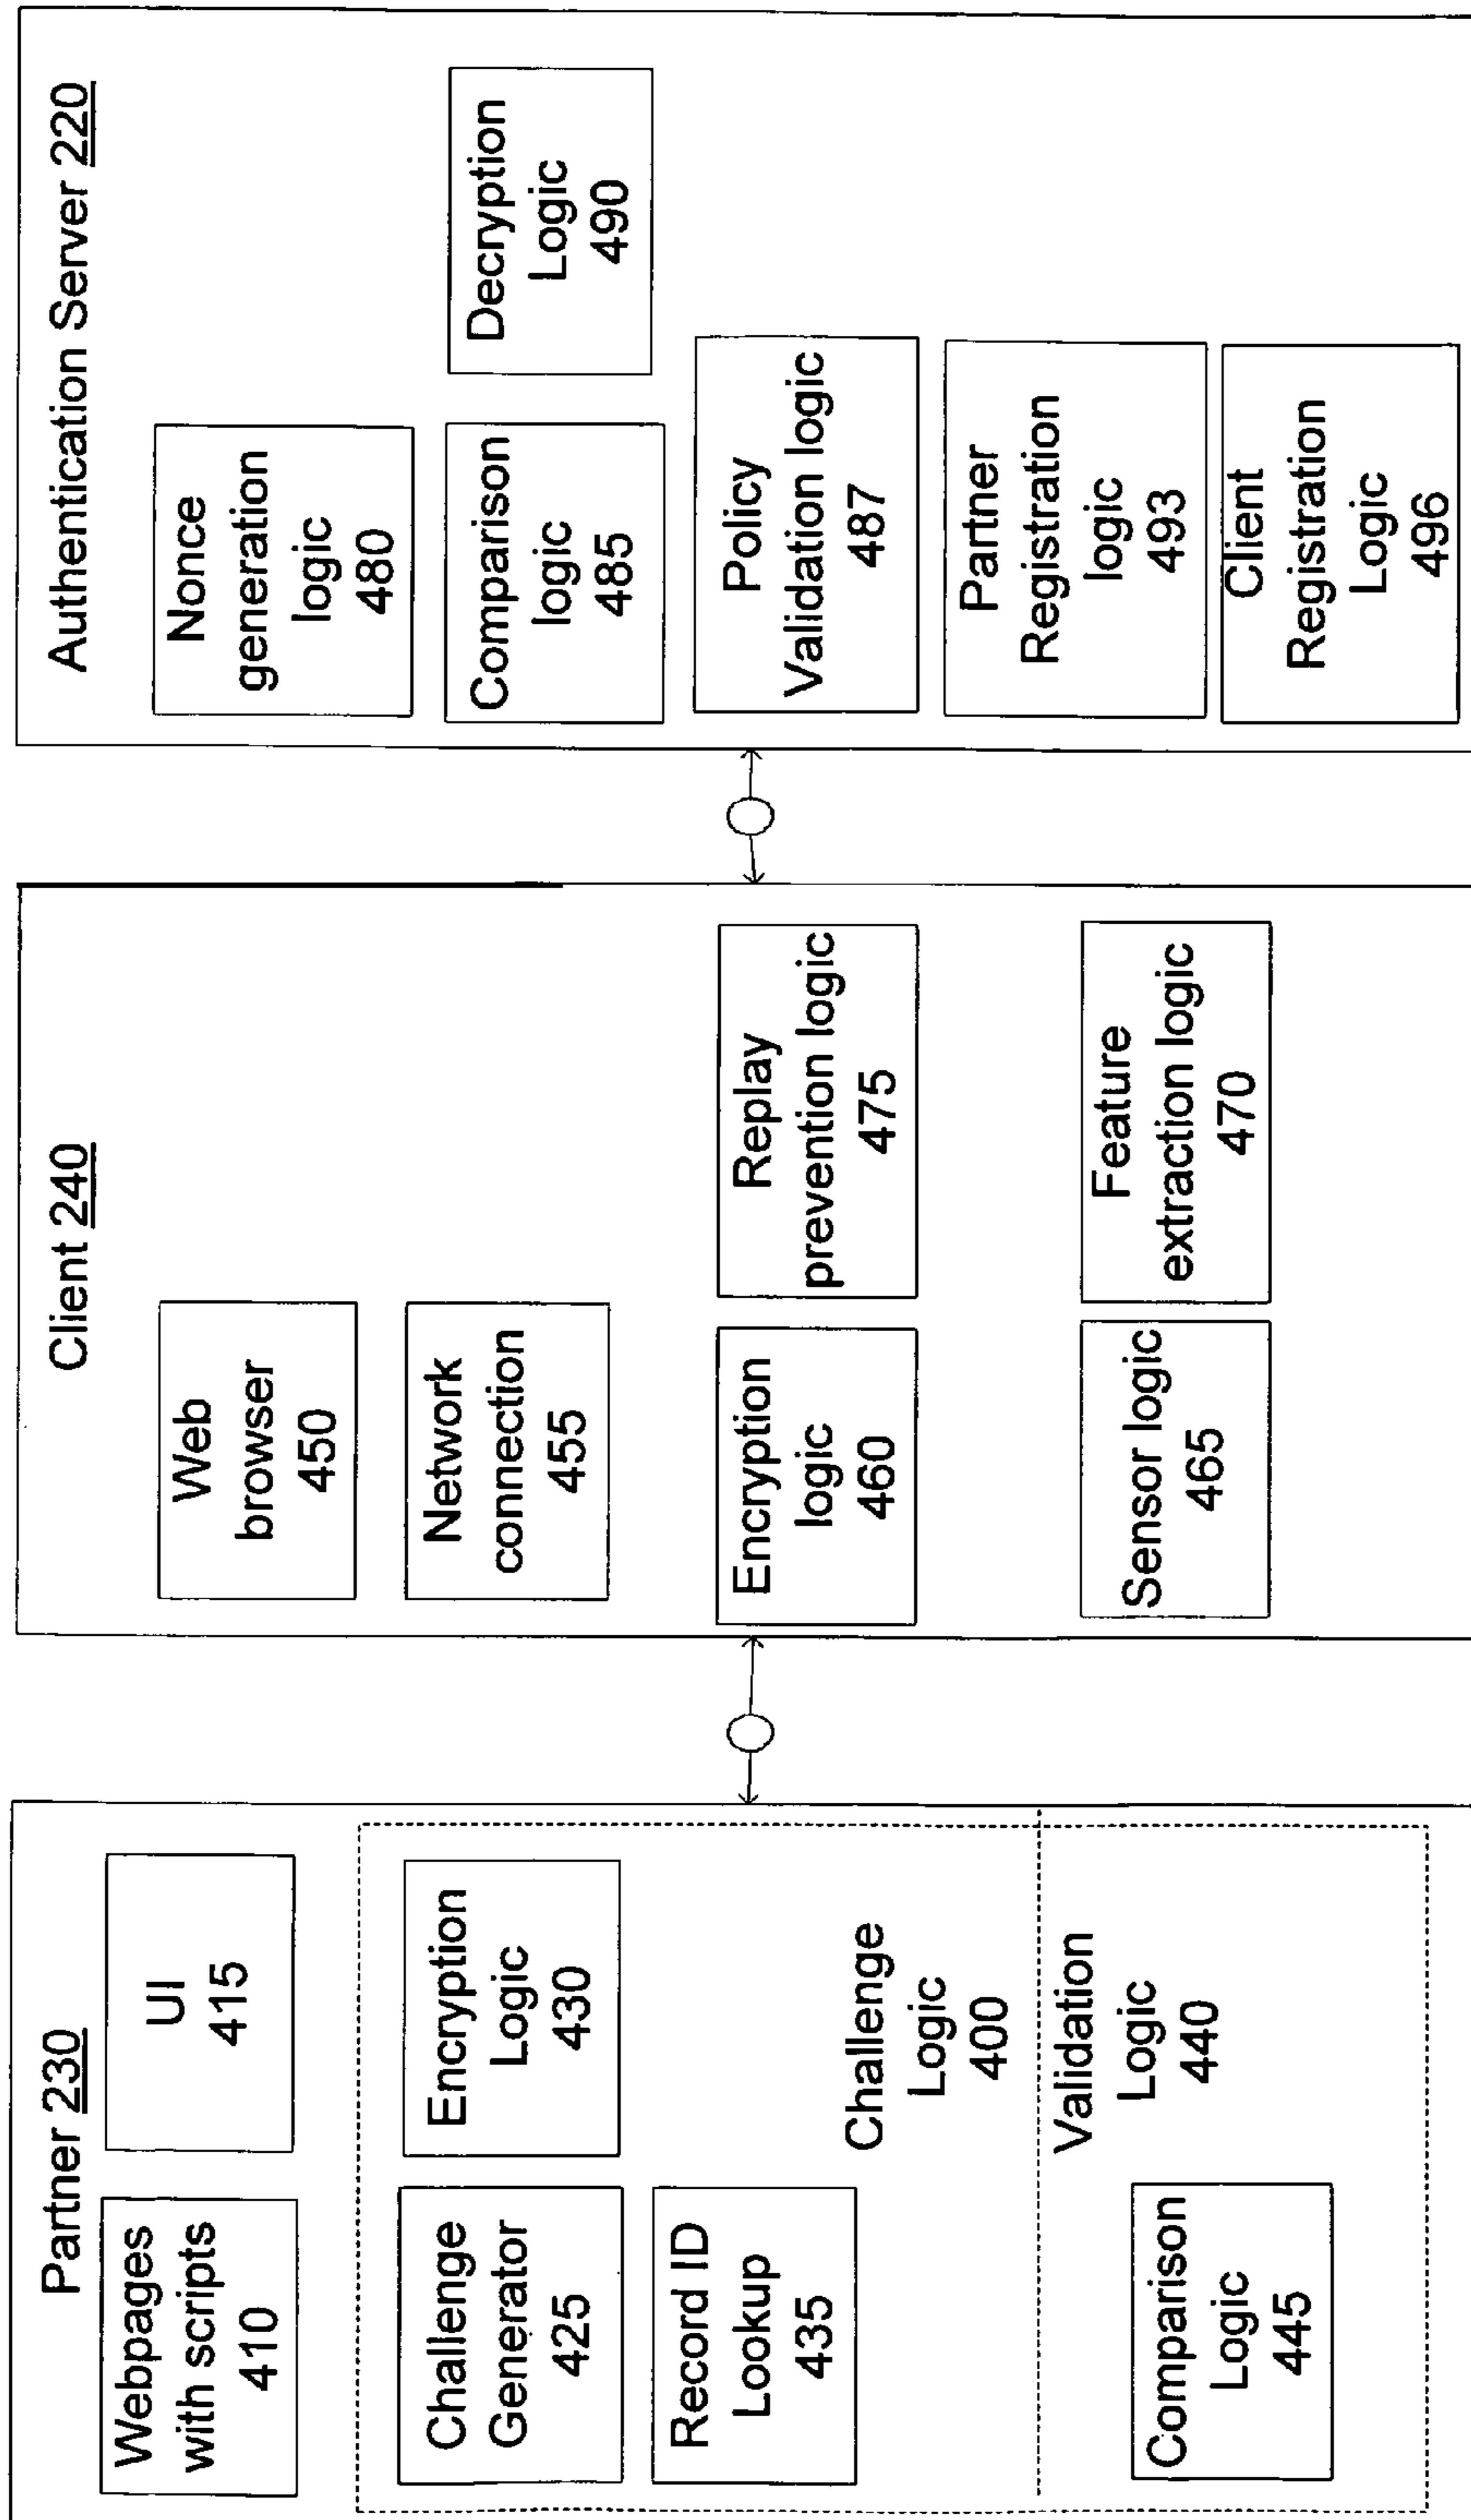 Partner 230
Webpages
with scripts
410
UI
415
Challenge
Generator
425
Encryption
Logic
430
Record ID
Lookup
435
Challenge
Logic
400
Validation
Logic
440
Comparison
Logic
445
Client 240
Web
browser
450
Network
connection
455
Encryption
logic
460
Replay
prevention logic
475
Sensor logic
465
Feature
extraction logic
470
Authentication Server 220
Nonce
generation
logic
480
Comparison
logic
485
Decryption
Logic
490
Policy
Validation logic
487
Partner
Registration
logic
493
Client
Registration
Logic
496